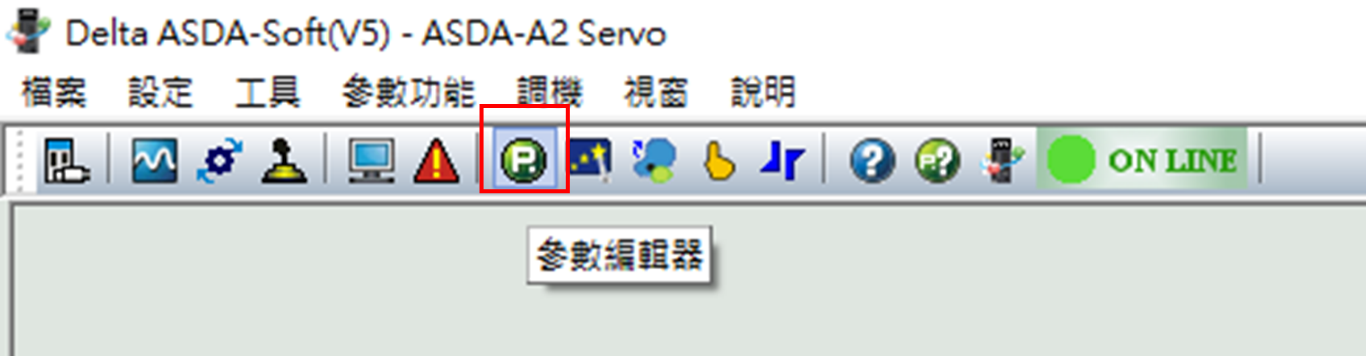 Delta ASDA-Soft(V5) - ASDA-A2 Servo
檔案 設定 工具 參數功能 調機 視窗 說明
P ? P? ON LINE
參數編輯器